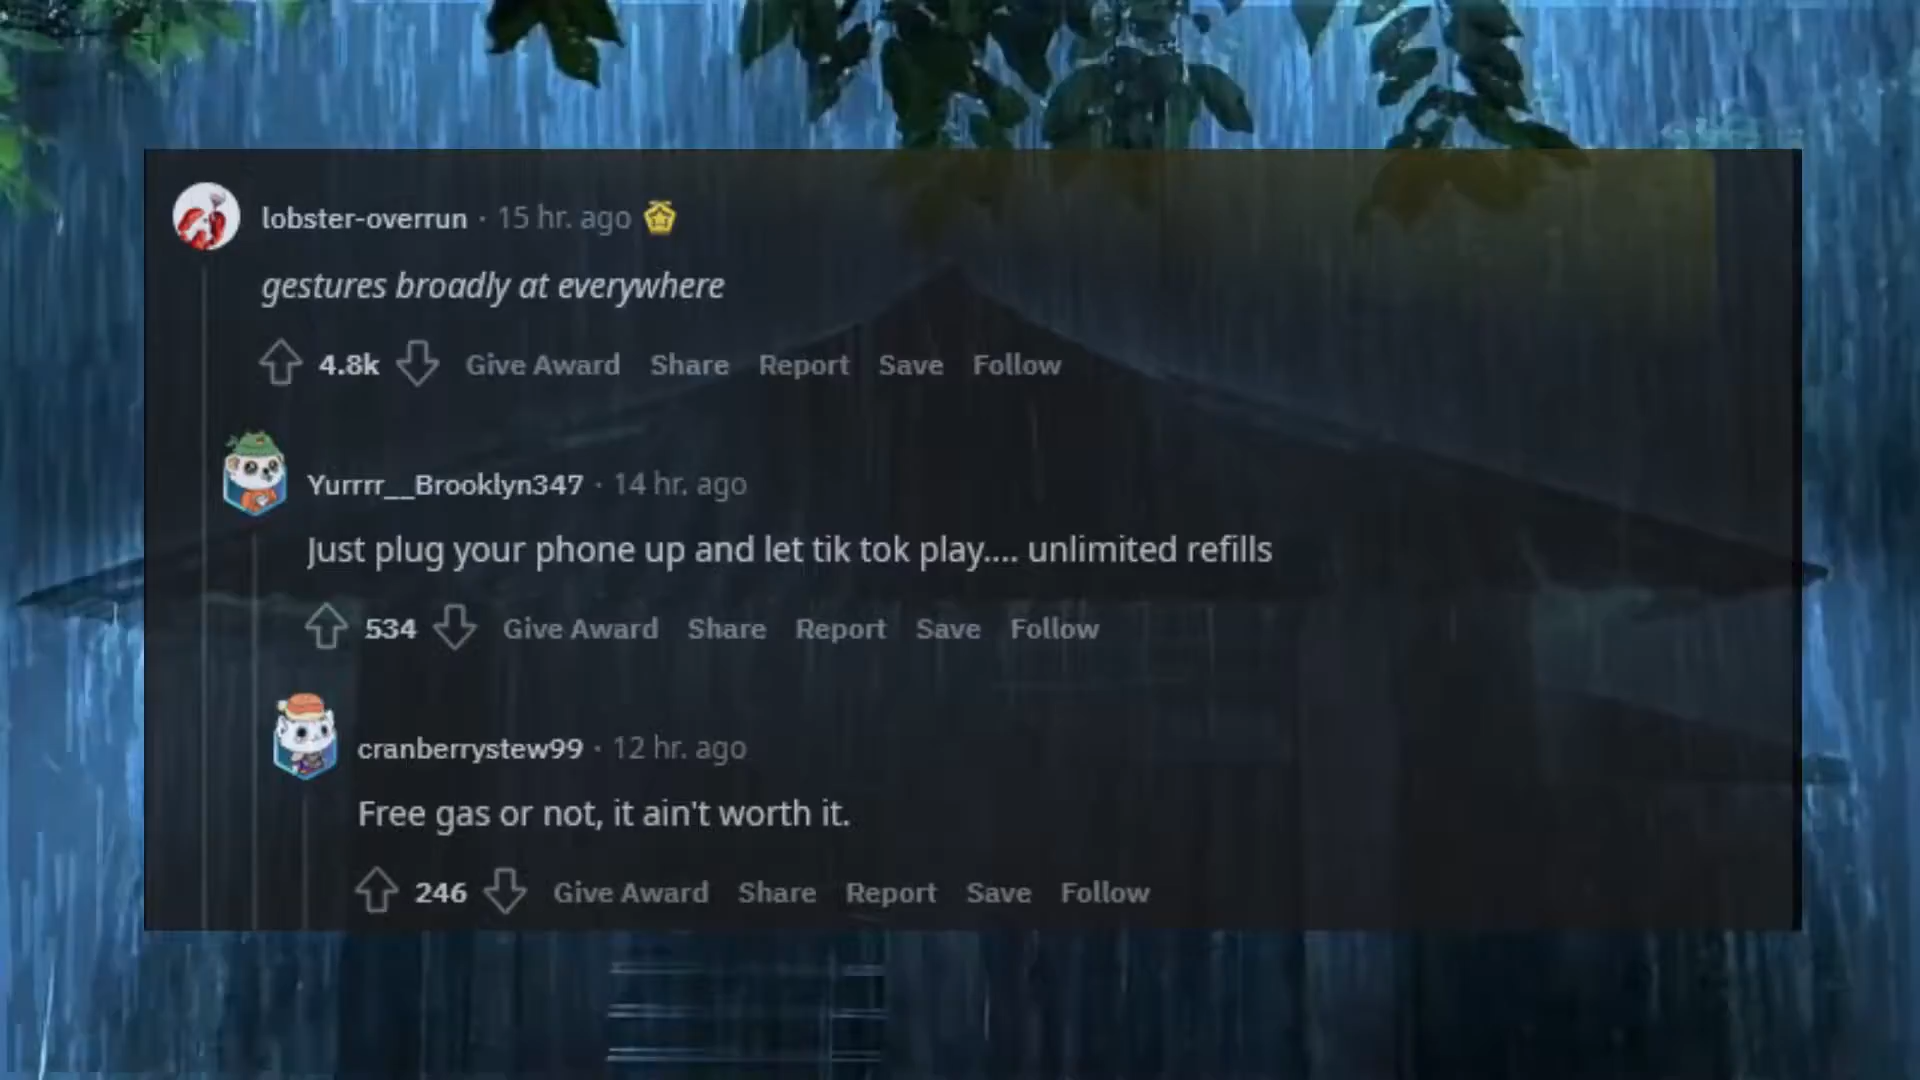 lobster-overrun · 15 hr. ago
gestures broadly at everywhere
4.8k Give Award Share Report Save Follow
Yurrrr__Brooklyn347 · 14 hr. ago
Just plug your phone up and let tik tok play.... unlimited refills
534 Give Award Share Report Save Follow
cranberrystew99 · 12 hr. ago
Free gas or not, it ain't worth it.
246 Give Award Share Report Save Follow